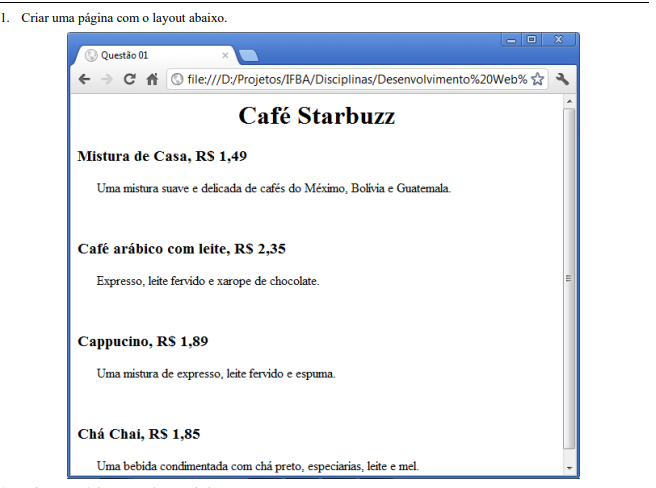 1. Criar uma página com o layout abaixo.
Questão 01
file:///D:/Projetos/IFBA/Disciplinas/Desenvolvimento%20Web%
Café Starbuzz
Mistura de Casa, R$ 1,49
Uma mistura suave e delicada de cafés do Méximo, Bolívia e Guatemala.
Café arábico com leite, R$ 2,35
Expresso, leite fervido e xarope de chocolate.
Cappucino, R$ 1,89
Uma mistura de expresso, leite fervido e espuma.
Chá Chai, R$ 1,85
Uma bebida condimentada com chá preto, especiarias, leite e mel.